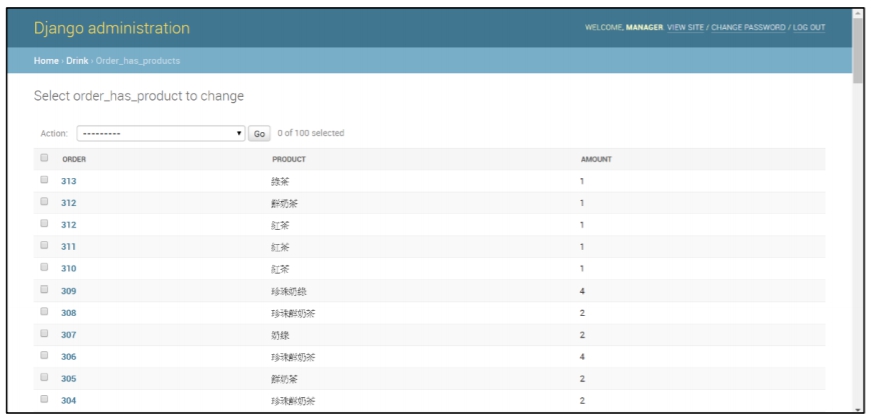 Django administration
WELCOME, MANAGER. VIEW SITE / CHANGE PASSWORD / LOG OUT
Home › Drink › Order_has_products
Select order_has_product to change
Action: --------- Go 0 of 100 selected
ORDER PRODUCT AMOUNT
313 綠茶 1
312 鮮奶茶 1
312 紅茶 1
311 紅茶 1
310 紅茶 1
309 珍珠奶綠 4
308 珍珠鮮奶茶 2
307 奶綠 2
306 珍珠鮮奶茶 4
305 鮮奶茶 2
304 珍珠鮮奶茶 2